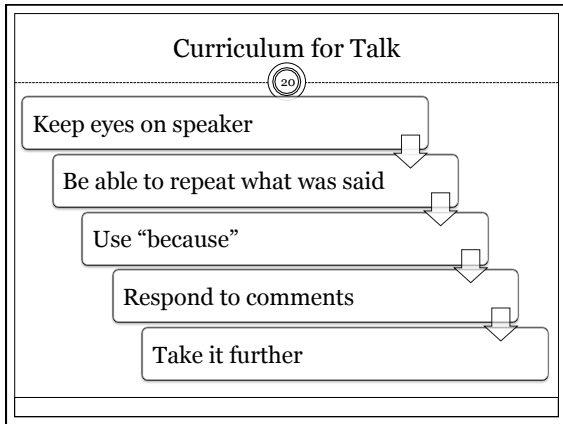 Curriculum for Talk
20
Keep eyes on speaker
Be able to repeat what was said
Use “because”
Respond to comments
Take it further